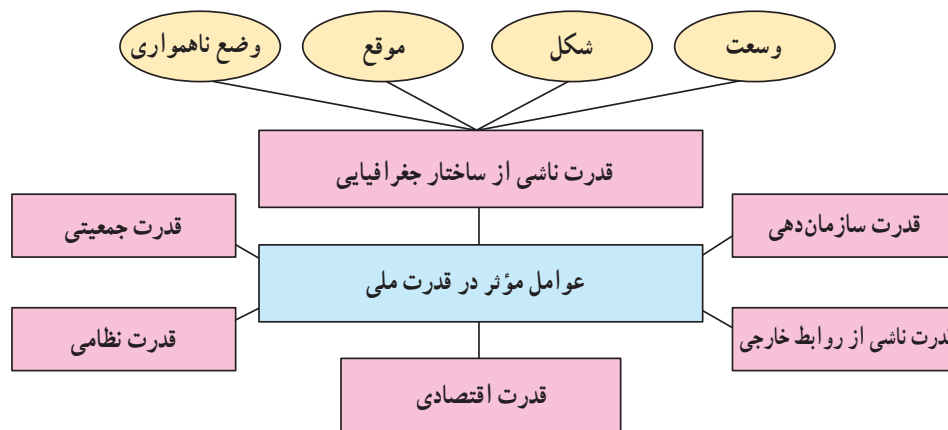 وسعت
شکل
موقع
وضع ناهمواری
قدرت ناشی از ساختار جغرافیایی
قدرت سازمان‌دهی
قدرت جمعیتی
عوامل مؤثر در قدرت ملی
قدرت ناشی از روابط خارجی
قدرت نظامی
قدرت اقتصادی